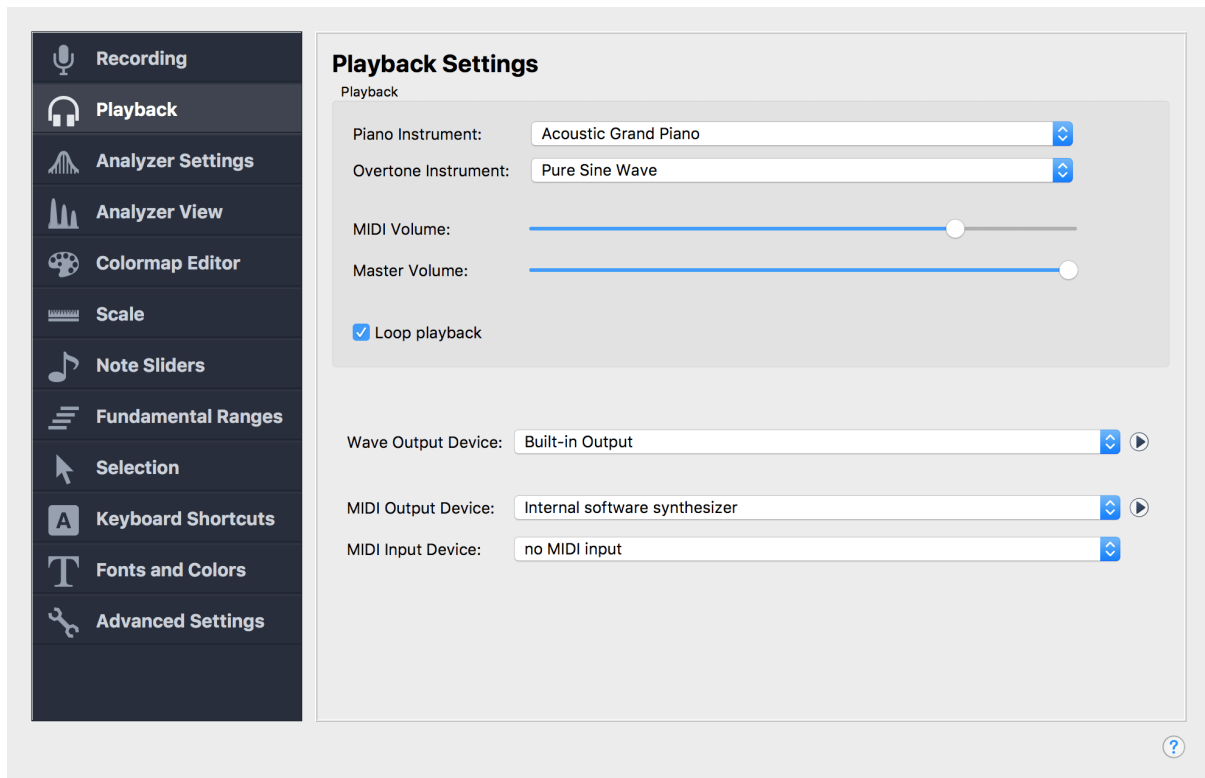 Recording
Playback
Analyzer Settings
Analyzer View
Colormap Editor
Scale
Note Sliders
Fundamental Ranges
Selection
A Keyboard Shortcuts
T Fonts and Colors
Advanced Settings
Playback Settings
Playback
Piano Instrument: Acoustic Grand Piano
Overtone Instrument: Pure Sine Wave
MIDI Volume:
Master Volume:
Loop playback
Wave Output Device: Built-in Output
MIDI Output Device: Internal software synthesizer
MIDI Input Device: no MIDI input
?